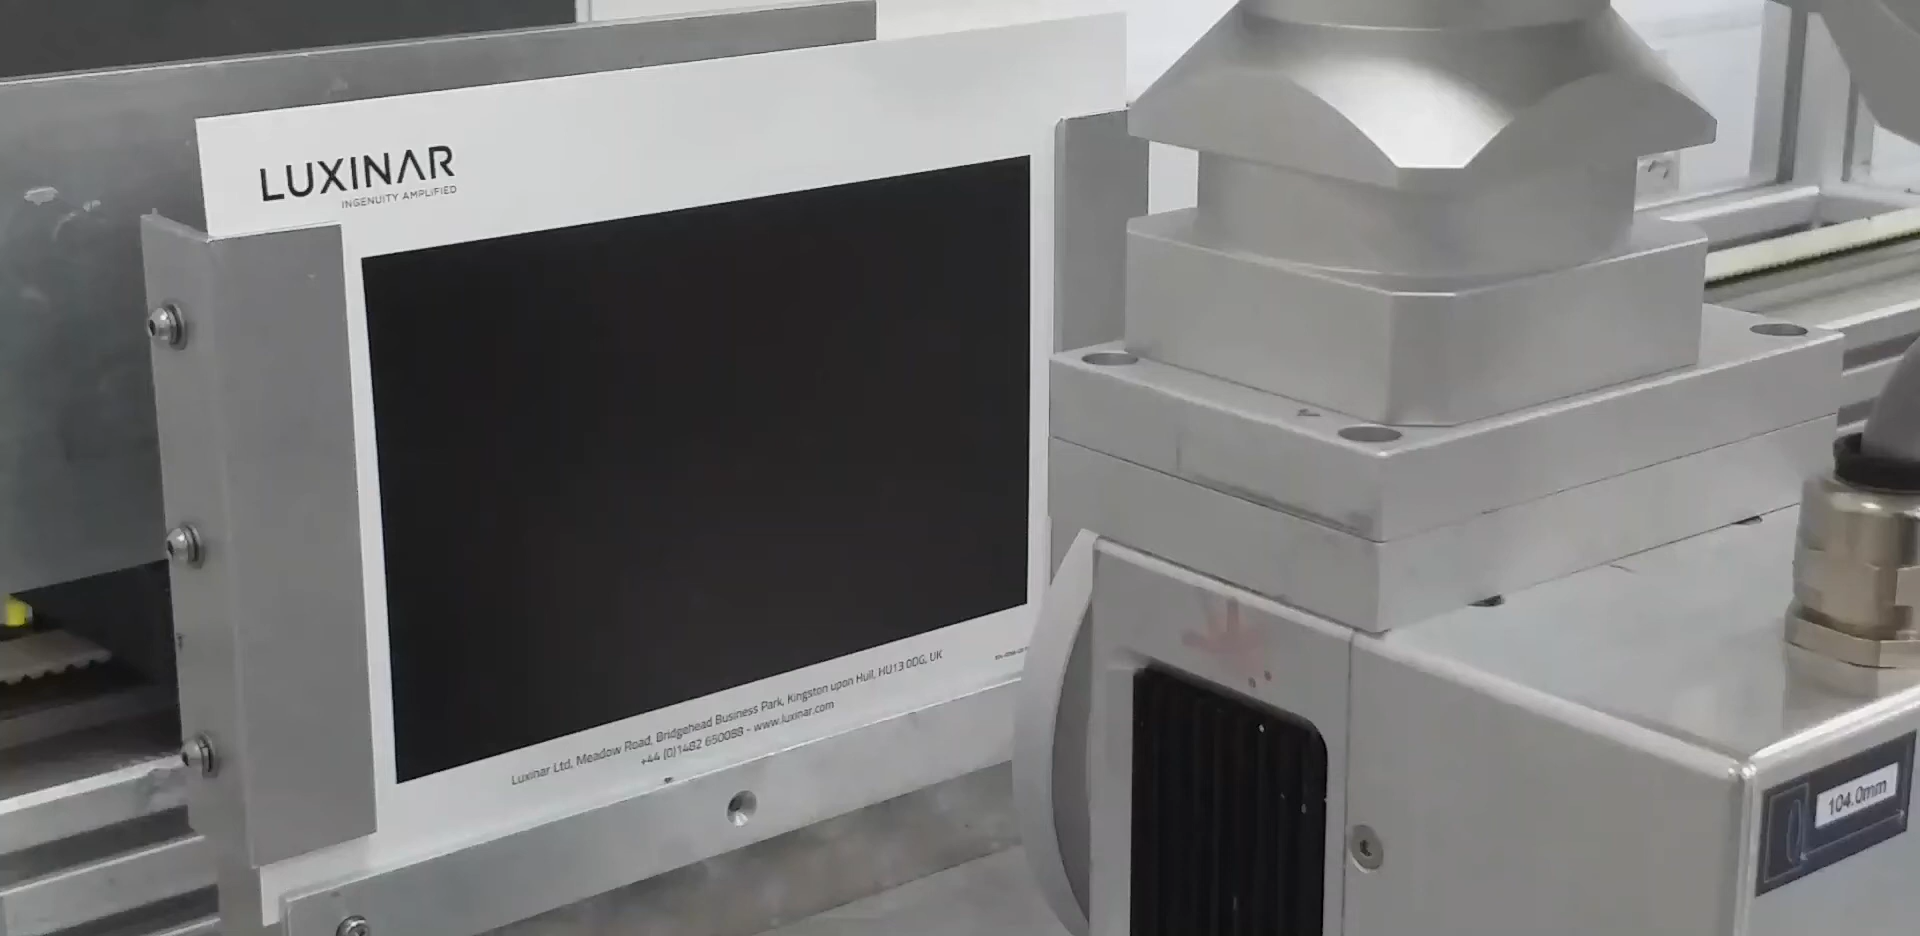 LUXINAR
INGENUITY AMPLIFIED
Luxinar Ltd, Meadow Road, Bridgehead Business Park, Kingston upon Hull, HU13 0DG, UK
+44 (0)1482 650088 - www.luxinar.com
104.0mm